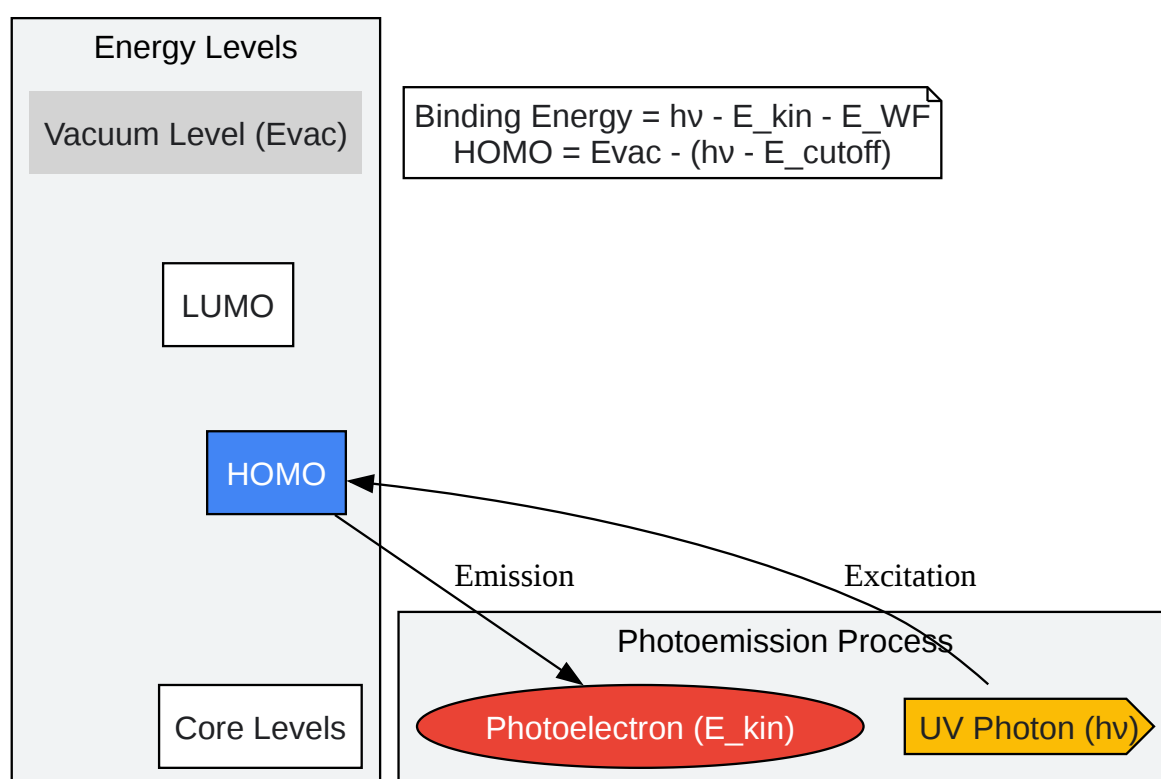 Energy Levels
Vacuum Level (Evac)
Binding Energy = hν - E_kin - E_WF
HOMO = Evac - (hν - E_cutoff)
LUMO
HOMO
Emission
Excitation
Photoemission Process
Core Levels
Photoelectron (E_kin)
UV Photon (hν)